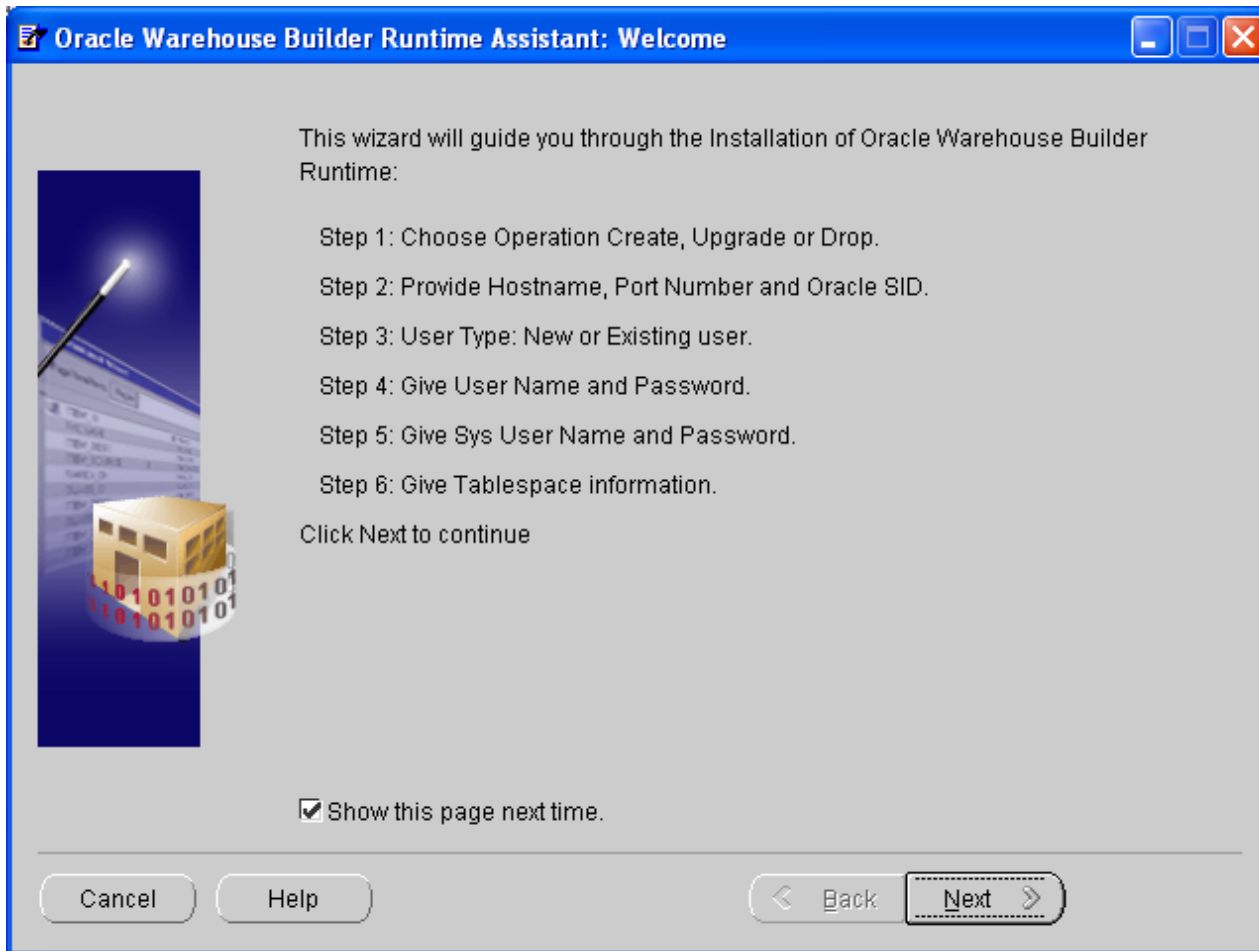 Oracle Warehouse Builder Runtime Assistant: Welcome
This wizard will guide you through the Installation of Oracle Warehouse Builder
Runtime:
Step 1: Choose Operation Create, Upgrade or Drop.
Step 2: Provide Hostname, Port Number and Oracle SID.
Step 3: User Type: New or Existing user.
Step 4: Give User Name and Password.
Step 5: Give Sys User Name and Password.
Step 6: Give Tablespace information.
Click Next to continue
110101010
110101010
Show this page next time.
Cancel Help Back Next